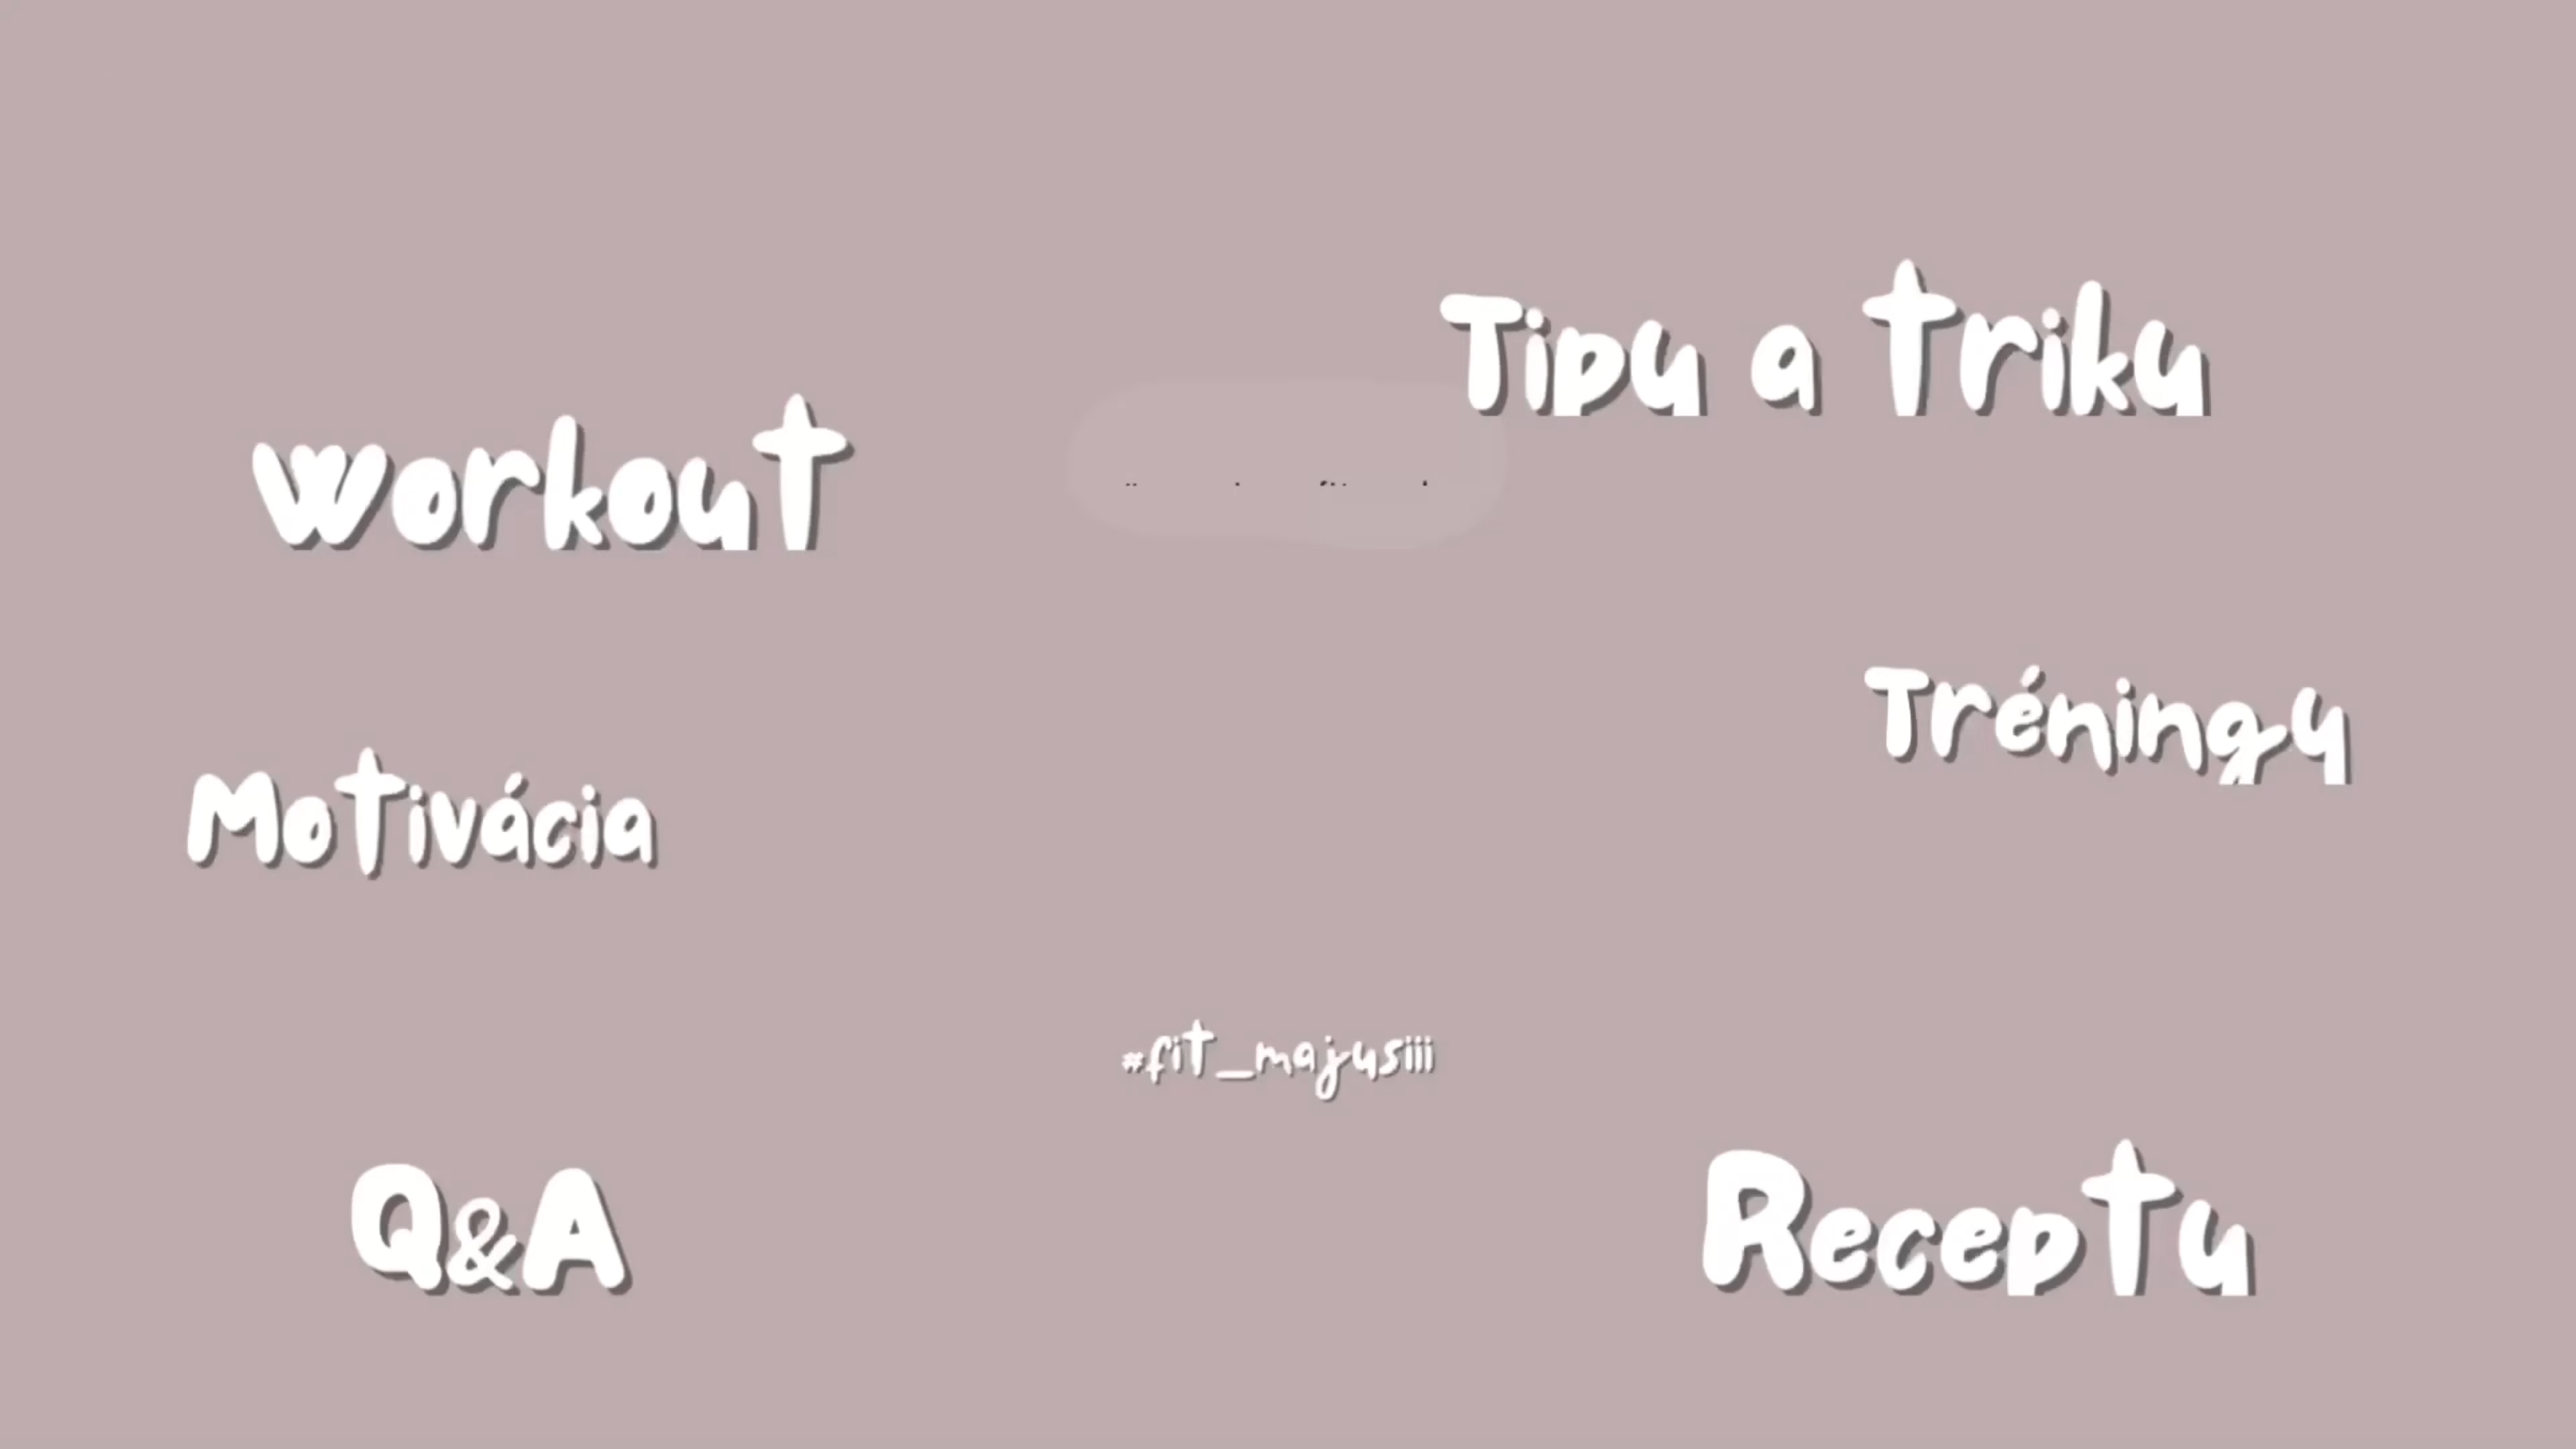 Tipy a triky
Workout
Tréningy
Motivácia
#fit_majusiii
Q&A
Recepty